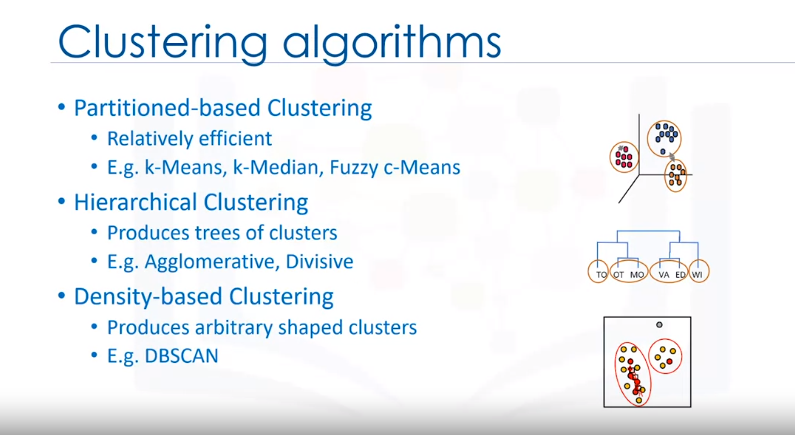 Clustering algorithms
• Partitioned-based Clustering
• Relatively efficient
• E.g. k-Means, k-Median, Fuzzy c-Means
• Hierarchical Clustering
• Produces trees of clusters
• E.g. Agglomerative, Divisive
• Density-based Clustering
• Produces arbitrary shaped clusters
• E.g. DBSCAN
TO OT MO VA ED WI